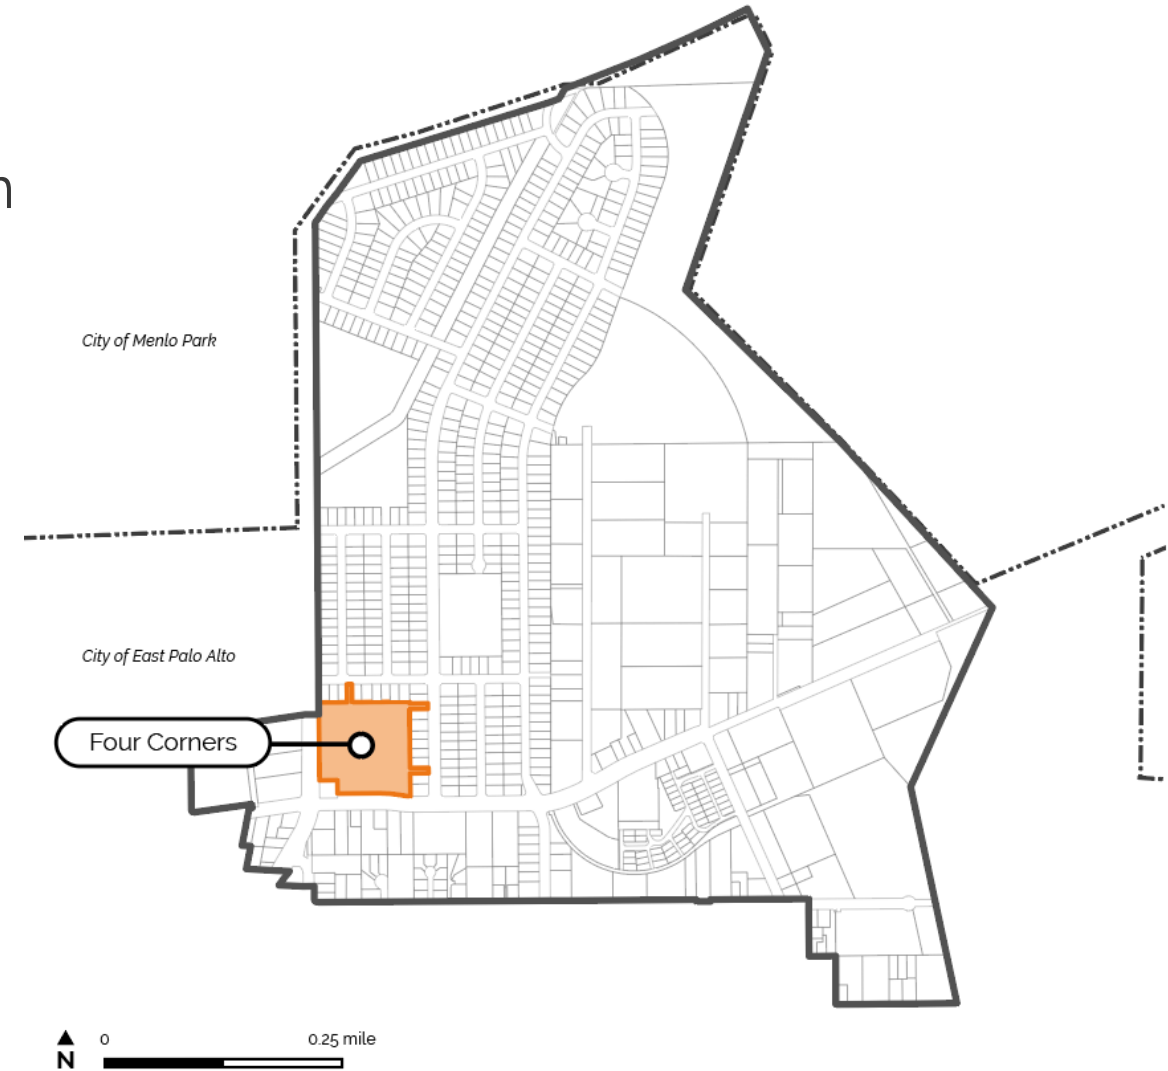 n
City of Menlo Park
City of East Palo Alto
Four Corners
0 0.25 mile
N